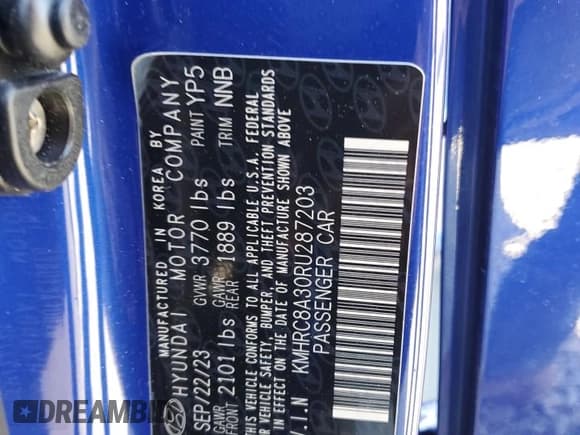 MANUFACTURED IN KOREA BY
HYUNDAI MOTOR COMPANY
SEP/22/23 GVWR 3770 lbs PAINT YP5
GAWR FRONT 2101 lbs GAWR REAR 1889 lbs TRIM NNB
THIS VEHICLE CONFORMS TO ALL APPLICABLE U.S.A. FEDERAL
MOTOR VEHICLE SAFETY, BUMPER, AND THEFT PREVENTION STANDARDS
IN EFFECT ON THE DATE OF MANUFACTURE SHOWN ABOVE
V.I.N KMHRC8A30RU287203
PASSENGER CAR
DREAMBID